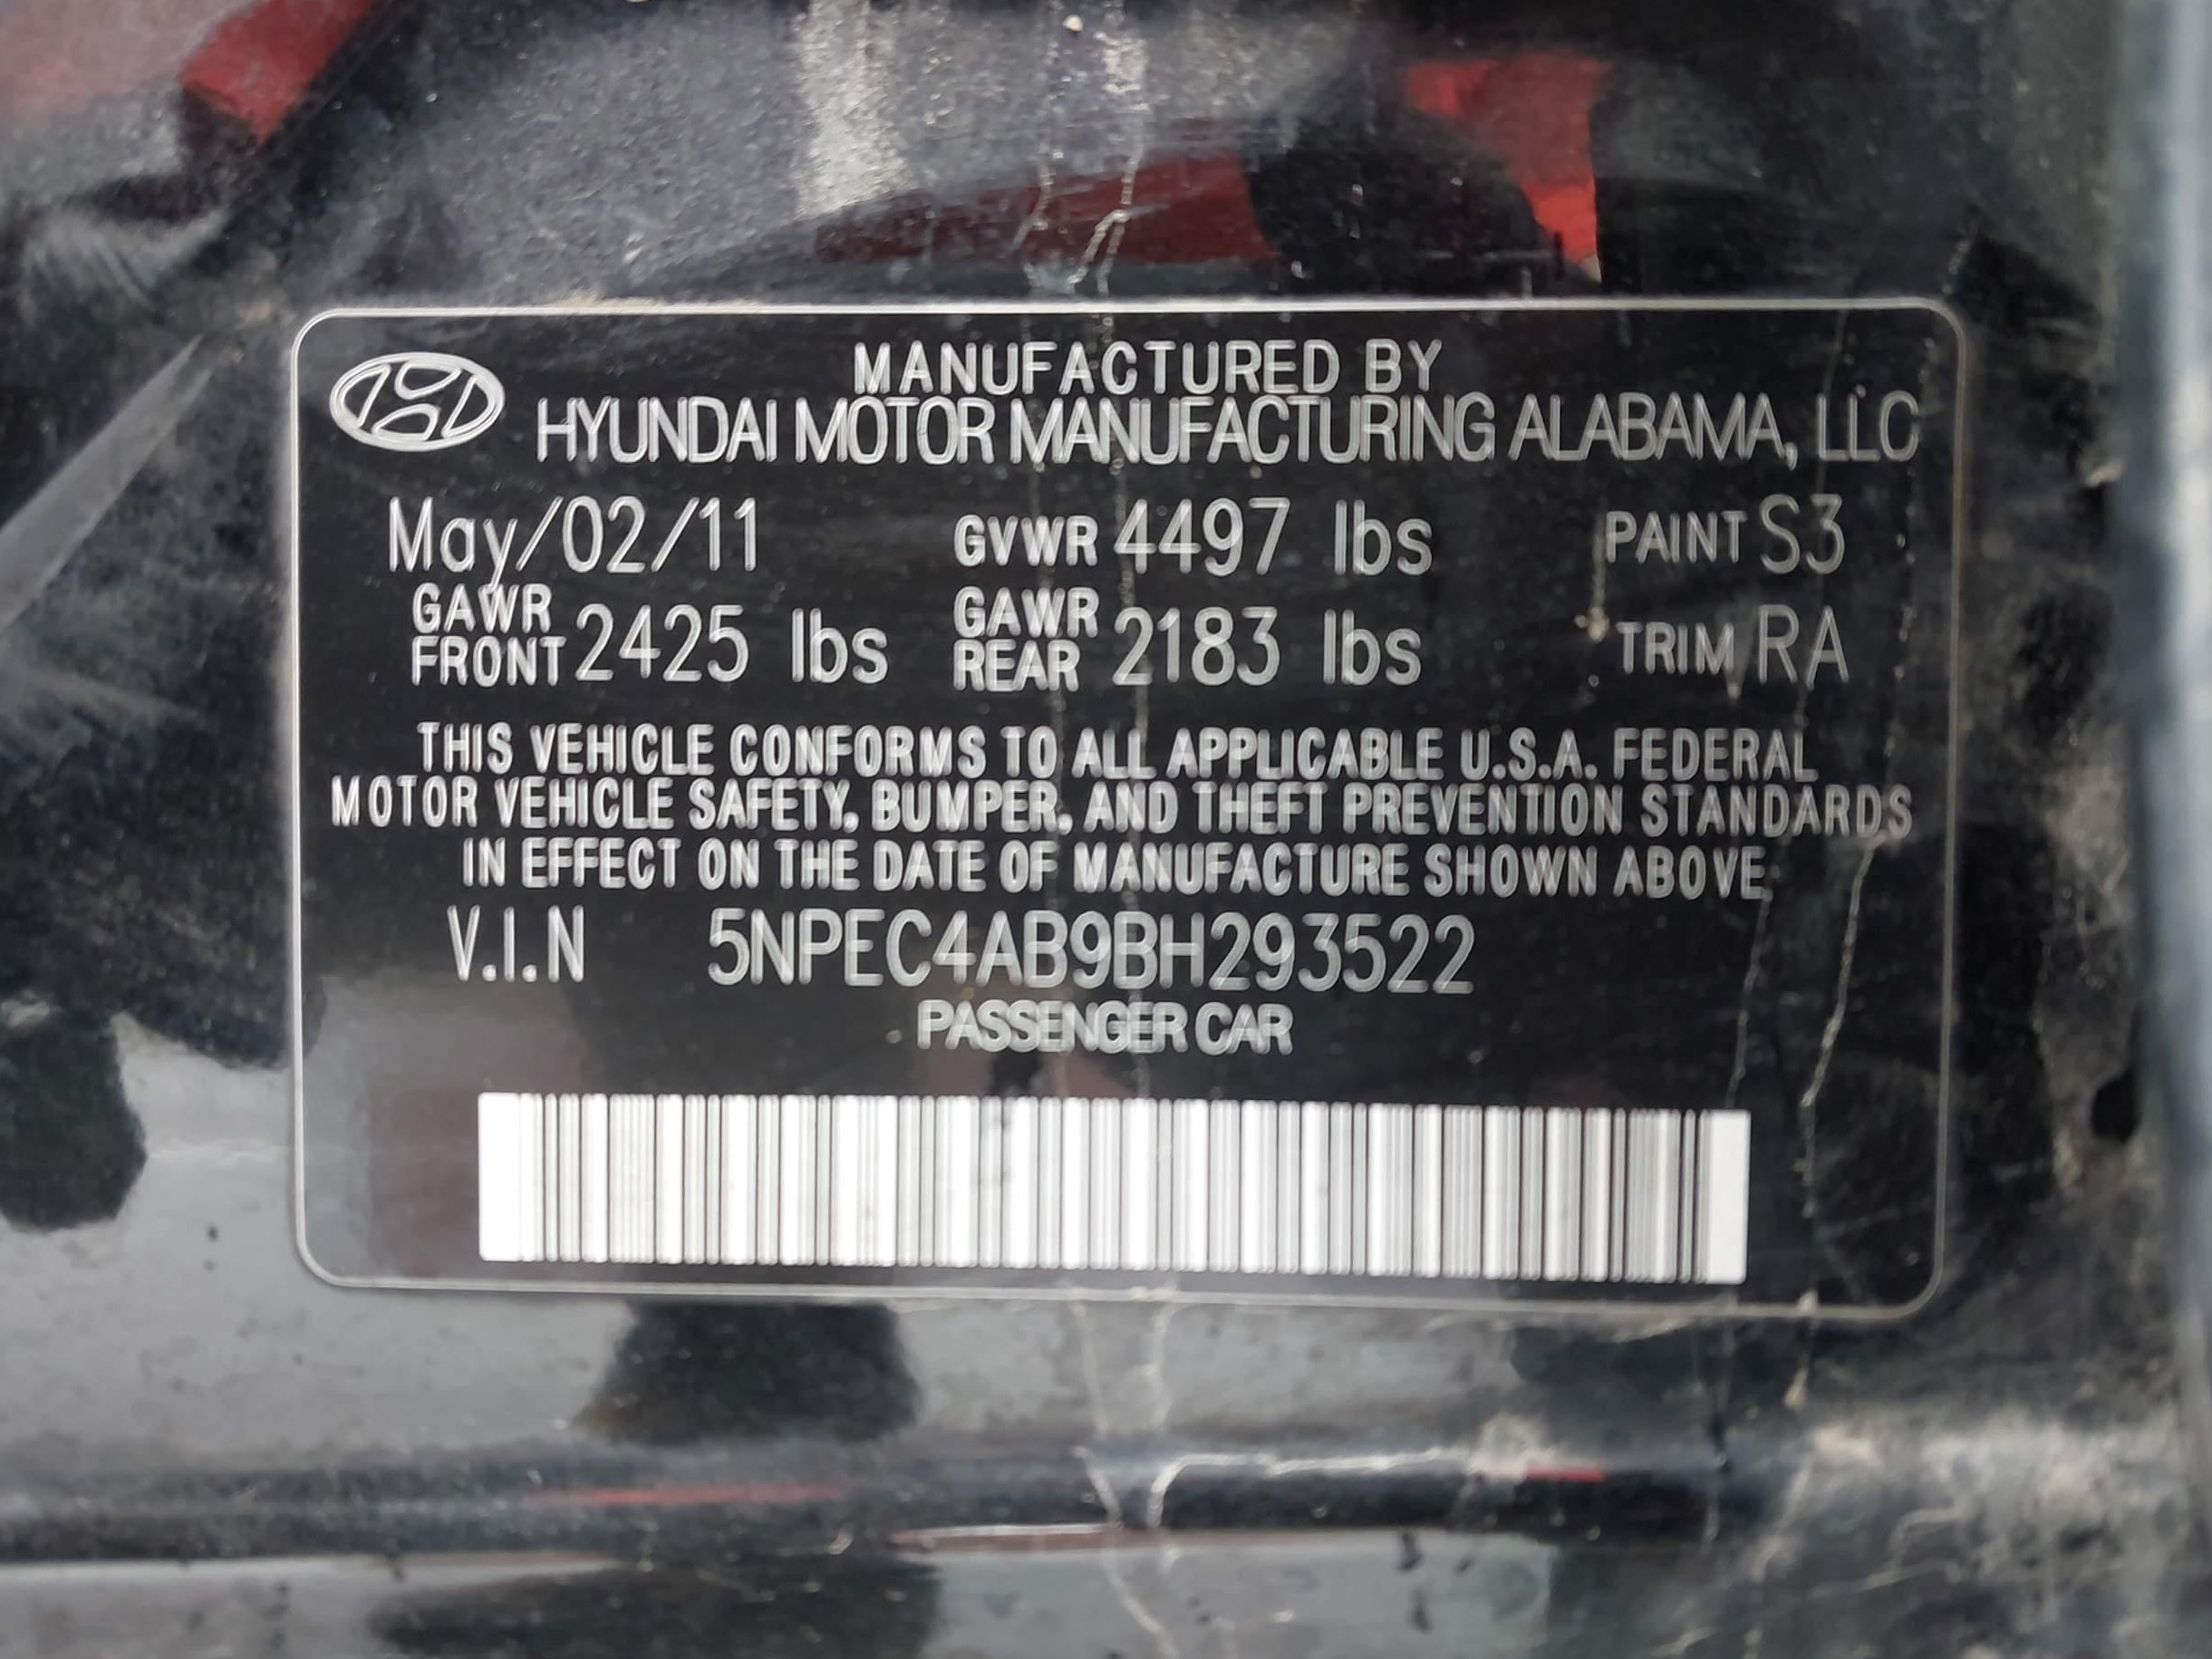 MANUFACTURED BY
HYUNDAI MOTOR MANUFACTURING ALABAMA, LLC
May/02/11 GVWR 4497 lbs PAINT S3
GAWR FRONT 2425 lbs GAWR REAR 2183 lbs TRIM RA
THIS VEHICLE CONFORMS TO ALL APPLICABLE U.S.A. FEDERAL
MOTOR VEHICLE SAFETY, BUMPER, AND THEFT PREVENTION STANDARDS
IN EFFECT ON THE DATE OF MANUFACTURE SHOWN ABOVE.
V.I.N 5NPEC4AB9BH293522
PASSENGER CAR